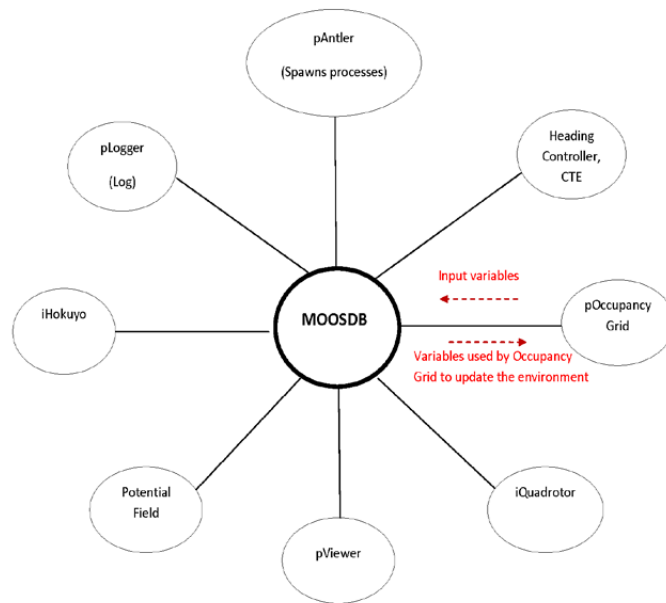 pAntler
(Spawns processes)
pLogger
(Log)
Heading
Controller,
CTE
Input variables
MOOSDB
iHokuyo
pOccupancy
Grid
Variables used by Occupancy
Grid to update the environment
Potential
Field
pViewer
iQuadrotor